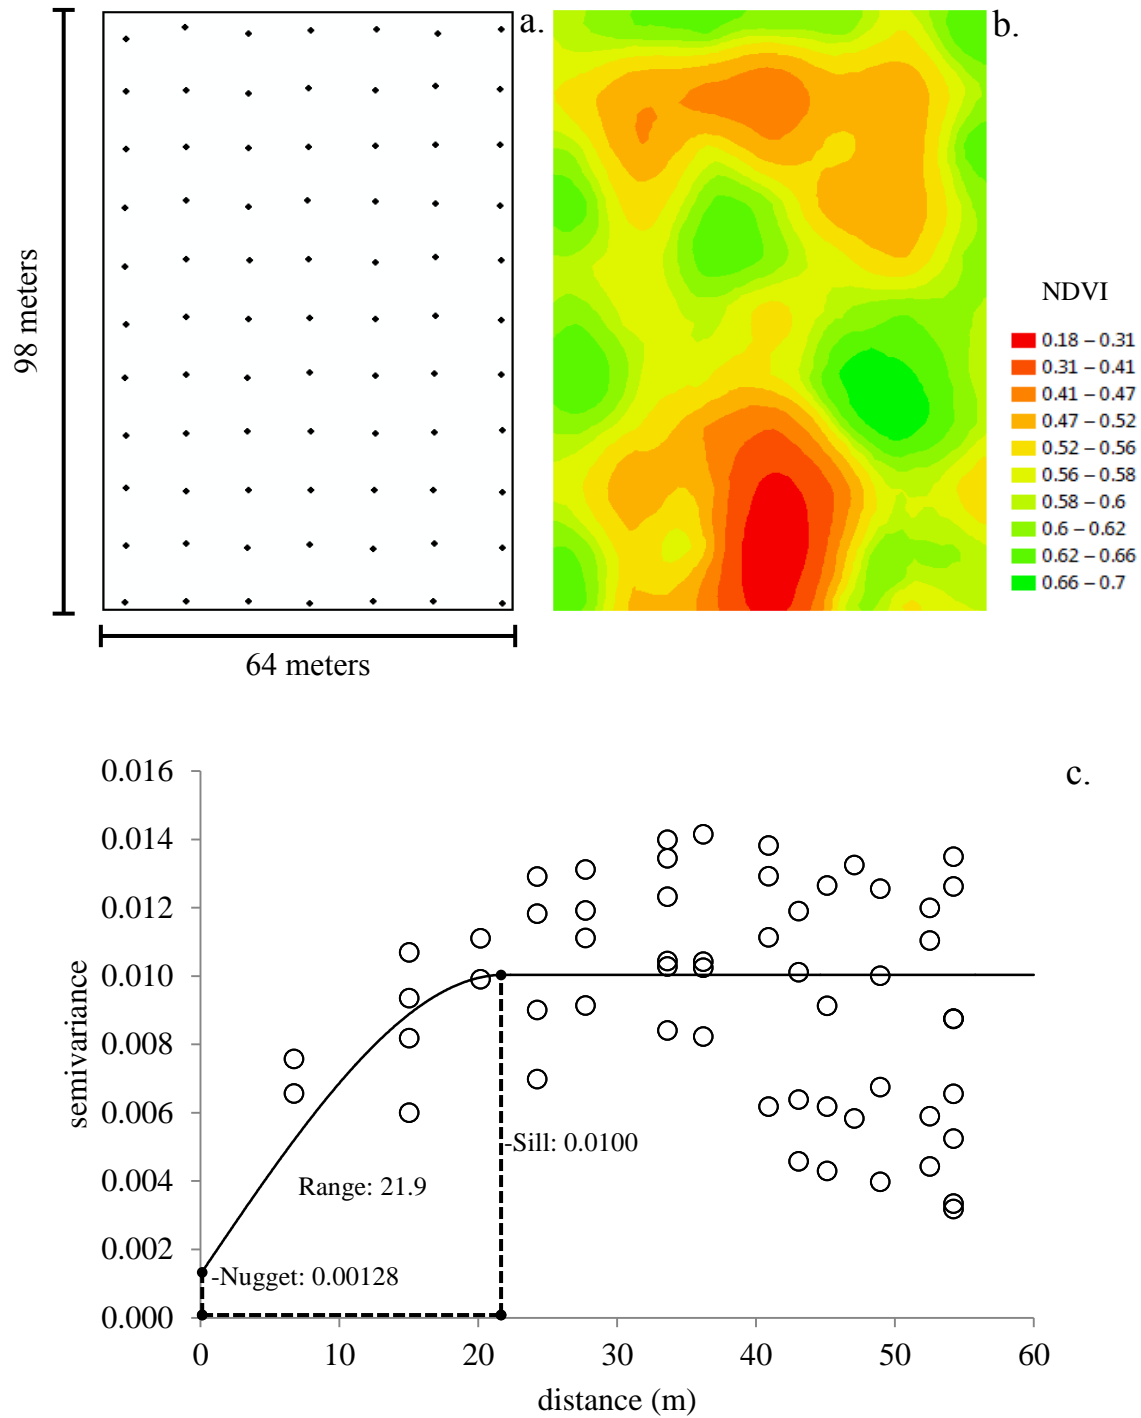 a.
b.
98 meters
64 meters
NDVI
0.18 – 0.31
0.31 – 0.41
0.41 – 0.47
0.47 – 0.52
0.52 – 0.56
0.56 – 0.58
0.58 – 0.6
0.6 – 0.62
0.62 – 0.66
0.66 – 0.7
c.
0.016
0.014
0.012
0.010
0.008
0.006
0.004
0.002
0.000
semivariance
-Sill: 0.0100
Range: 21.9
-Nugget: 0.00128
0 10 20 30 40 50 60
distance (m)